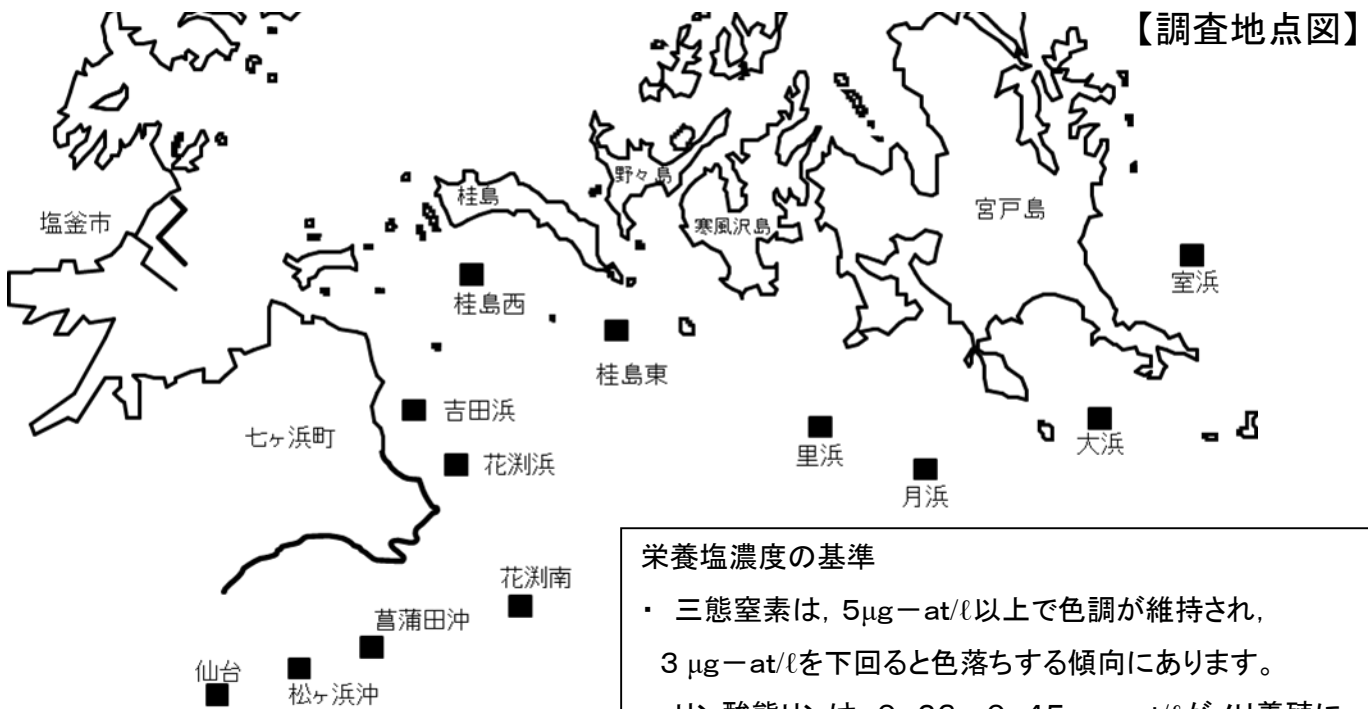 【調査地点図】
野々島
桂島
寒風沢島
宮戸島
塩釜市
室浜
桂島西
桂島東
吉田浜
七ヶ浜町
花渕浜
里浜
大浜
月浜
花渕南
菖蒲田沖
仙台
松ヶ浜沖
栄養塩濃度の基準
・ 三態窒素は，5μg－at/ℓ以上で色調が維持され，
3 μg－at/ℓを下回ると色落ちする傾向にあります。